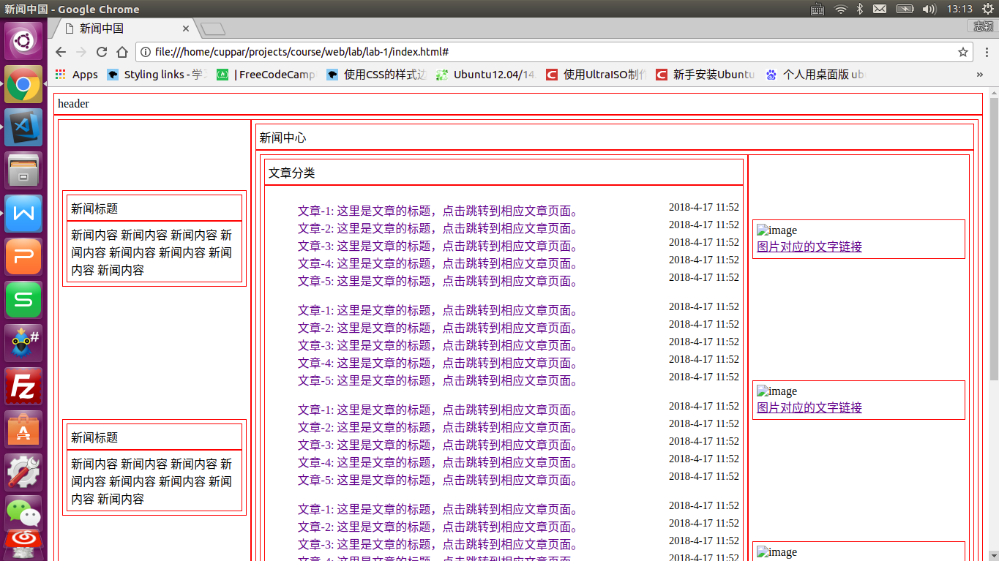 新闻中国 - Google Chrome
13:13
新闻中国
志颖
file:///home/cuppar/projects/course/web/lab/lab-1/index.html#
Apps
Styling links - 学
| FreeCodeCamp
使用CSS的样式边
Ubuntu12.04/14
使用UltraISO制作
新手安装Ubuntu
个人用桌面版 ub
»
header
新闻标题
新闻内容 新闻内容 新闻内容 新
闻内容 新闻内容 新闻内容 新闻
内容 新闻内容
新闻标题
新闻内容 新闻内容 新闻内容 新
闻内容 新闻内容 新闻内容 新闻
内容 新闻内容
新闻中心
文章分类
文章-1: 这里是文章的标题，点击跳转到相应文章页面。 2018-4-17 11:52
文章-2: 这里是文章的标题，点击跳转到相应文章页面。 2018-4-17 11:52
文章-3: 这里是文章的标题，点击跳转到相应文章页面。 2018-4-17 11:52
文章-4: 这里是文章的标题，点击跳转到相应文章页面。 2018-4-17 11:52
文章-5: 这里是文章的标题，点击跳转到相应文章页面。 2018-4-17 11:52
文章-1: 这里是文章的标题，点击跳转到相应文章页面。 2018-4-17 11:52
文章-2: 这里是文章的标题，点击跳转到相应文章页面。 2018-4-17 11:52
文章-3: 这里是文章的标题，点击跳转到相应文章页面。 2018-4-17 11:52
文章-4: 这里是文章的标题，点击跳转到相应文章页面。 2018-4-17 11:52
文章-5: 这里是文章的标题，点击跳转到相应文章页面。 2018-4-17 11:52
文章-1: 这里是文章的标题，点击跳转到相应文章页面。 2018-4-17 11:52
文章-2: 这里是文章的标题，点击跳转到相应文章页面。 2018-4-17 11:52
文章-3: 这里是文章的标题，点击跳转到相应文章页面。 2018-4-17 11:52
文章-4: 这里是文章的标题，点击跳转到相应文章页面。 2018-4-17 11:52
文章-5: 这里是文章的标题，点击跳转到相应文章页面。 2018-4-17 11:52
文章-1: 这里是文章的标题，点击跳转到相应文章页面。 2018-4-17 11:52
文章-2: 这里是文章的标题，点击跳转到相应文章页面。 2018-4-17 11:52
文章-3: 这里是文章的标题，点击跳转到相应文章页面。 2018-4-17 11:52
文章-4: 这里是文章的标题，点击跳转到相应文章页面。 2018-4-17 11:52
image
图片对应的文字链接
image
图片对应的文字链接
image